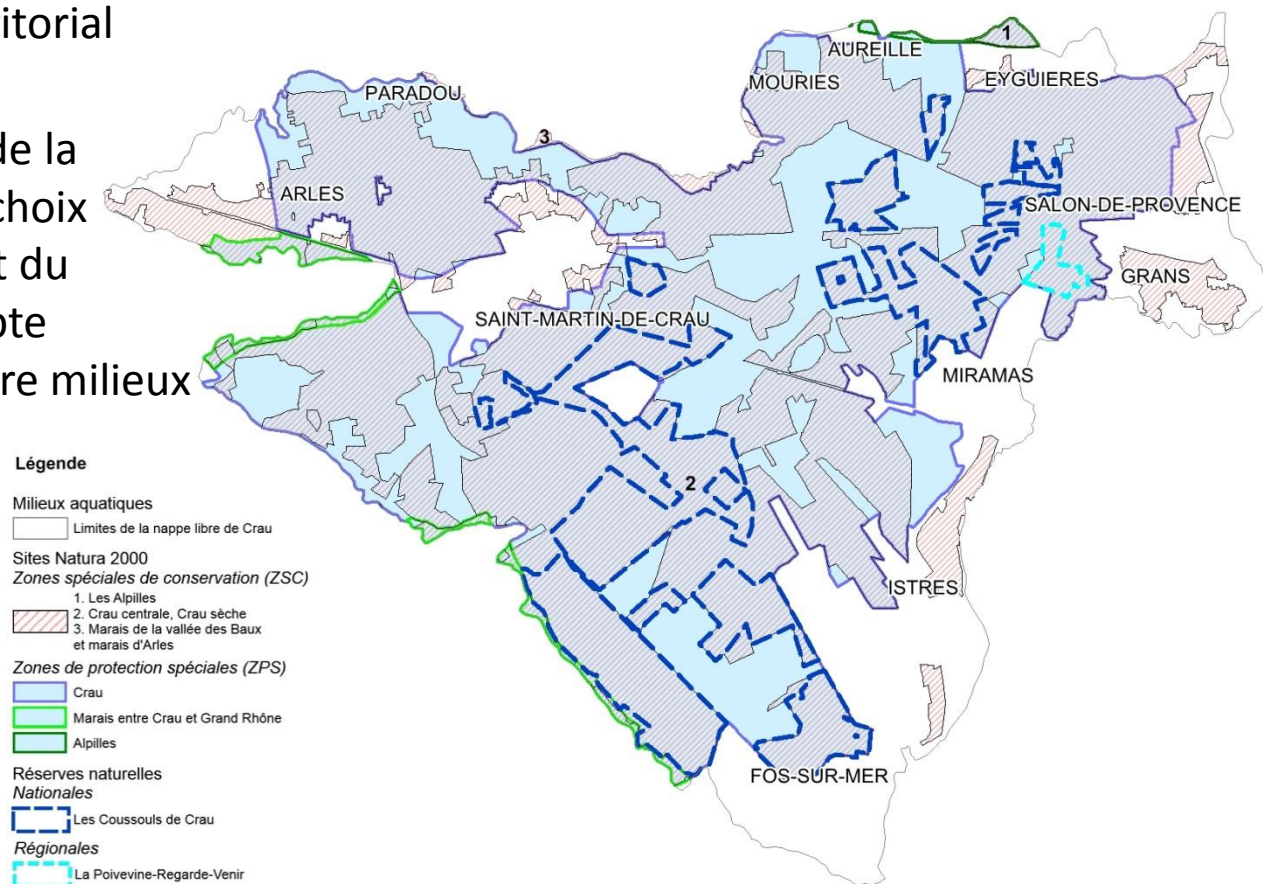 ritorial
de la
choix
t du
pte
re milieux
1
AUREILLE
MOURIES
EYGUIERES
PARADOU
3
ARLES
SALON-DE-PROVENCE
GRANS
SAINT-MARTIN-DE-CRAU
MIRAMAS
2
ISTRES
FOS-SUR-MER
Légende
Milieux aquatiques
Limites de la nappe libre de Crau
Sites Natura 2000
Zones spéciales de conservation (ZSC)
1. Les Alpilles
2. Crau centrale, Crau sèche
3. Marais de la vallée des Baux
et marais d'Arles
Zones de protection spéciales (ZPS)
Crau
Marais entre Crau et Grand Rhône
Alpilles
Réserves naturelles
Nationales
Les Coussouls de Crau
Régionales
La Poivevine-Regarde-Venir